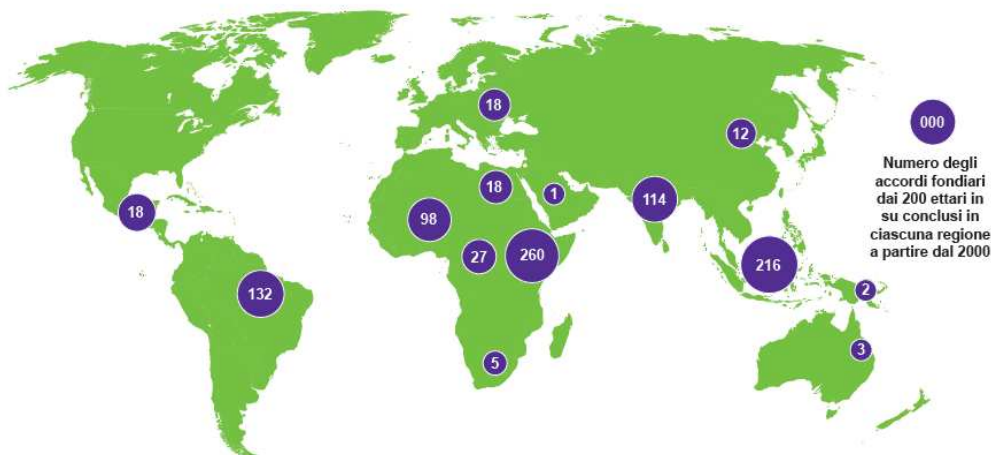 18
12
000
18
1
114
Numero degli
accordi fondiari
dai 200 ettari in
su conclusi in
ciascuna regione
a partire dal 2000
18
98
27
260
216
132
2
3
5